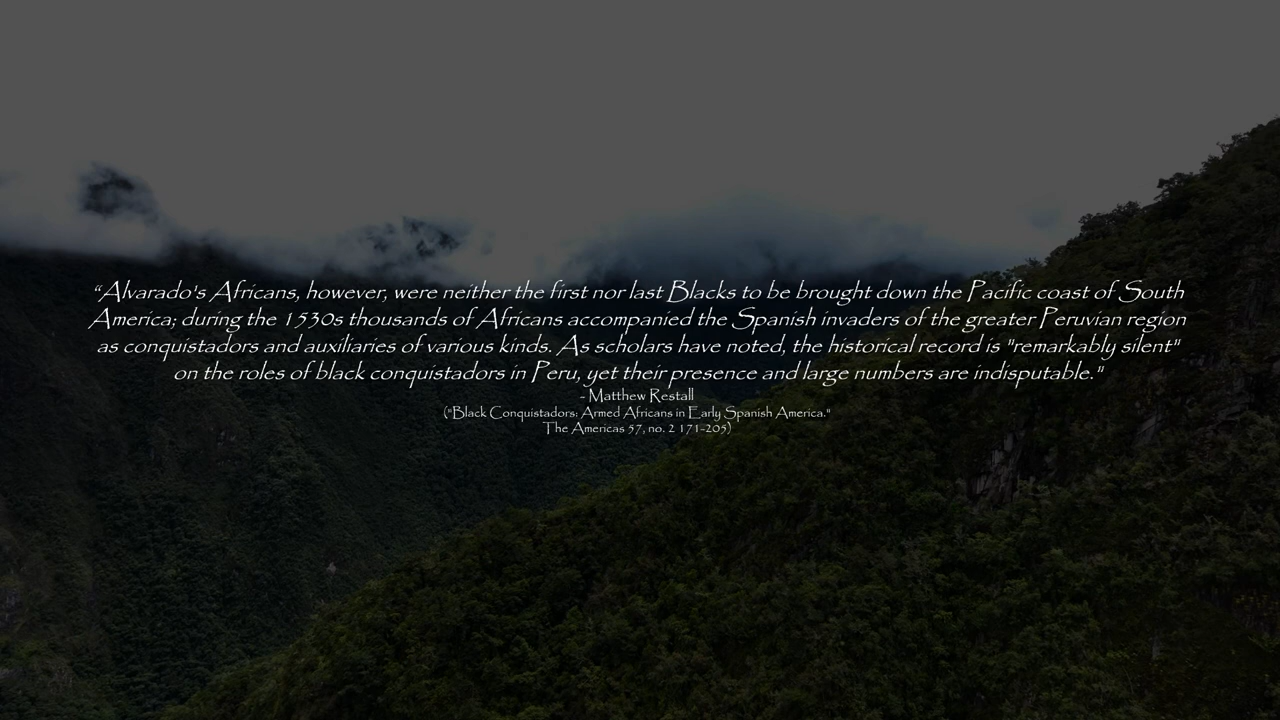 “Alvarado's Africans, however, were neither the first nor last Blacks to be brought down the Pacific coast of South
America; during the 1530s thousands of Africans accompanied the Spanish invaders of the greater Peruvian region
as conquistadors and auxiliaries of various kinds. As scholars have noted, the historical record is "remarkably silent"
on the roles of black conquistadors in Peru, yet their presence and large numbers are indisputable."
- Matthew Restall
("Black Conquistadors: Armed Africans in Early Spanish America."
The Americas 57, no. 2 171-205)